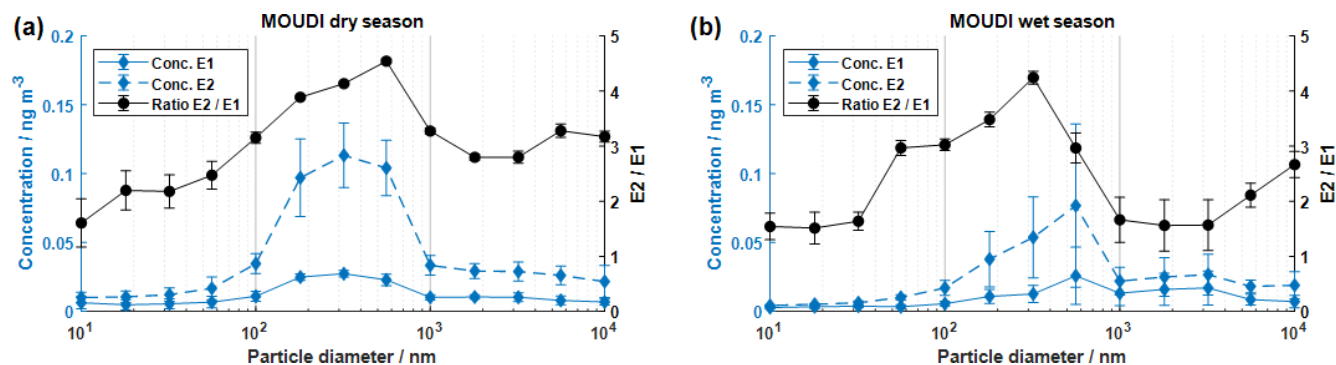 (a)
MOUDI dry season
Concentration / ng m⁻³
0.2
0.15
0.1
0.05
0
Conc. E1
Conc. E2
Ratio E2 / E1
5
4
3
2
1
0
E2 / E1
10¹
10²
10³
10⁴
Particle diameter / nm
(b)
MOUDI wet season
Concentration / ng m⁻³
0.2
0.15
0.1
0.05
0
Conc. E1
Conc. E2
Ratio E2 / E1
5
4
3
2
1
0
E2 / E1
10¹
10²
10³
10⁴
Particle diameter / nm